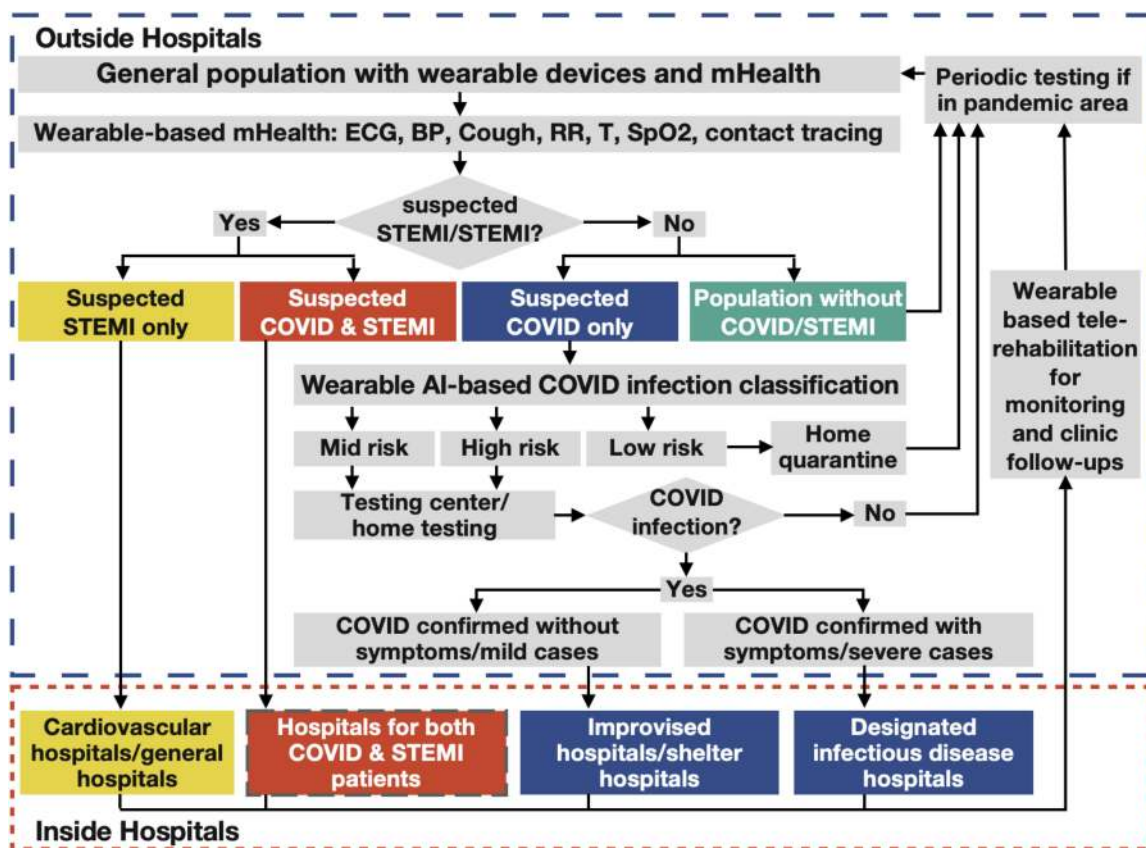 Outside Hospitals
General population with wearable devices and mHealth
Periodic testing if
in pandemic area
Wearable-based mHealth: ECG, BP, Cough, RR, T, SpO2, contact tracing
suspected
STEMI/STEMI?
Yes
No
Suspected
STEMI only
Suspected
COVID & STEMI
Suspected
COVID only
Population without
COVID/STEMI
Wearable
based tele-
rehabilitation
for
monitoring
and clinic
follow-ups
Wearable AI-based COVID infection classification
Mid risk
High risk
Low risk
Home
quarantine
Testing center/
home testing
COVID
infection?
No
Yes
COVID confirmed without
symptoms/mild cases
COVID confirmed with
symptoms/severe cases
Cardiovascular
hospitals/general
hospitals
Hospitals for both
COVID & STEMI
patients
Improvised
hospitals/shelter
hospitals
Designated
infectious disease
hospitals
Inside Hospitals